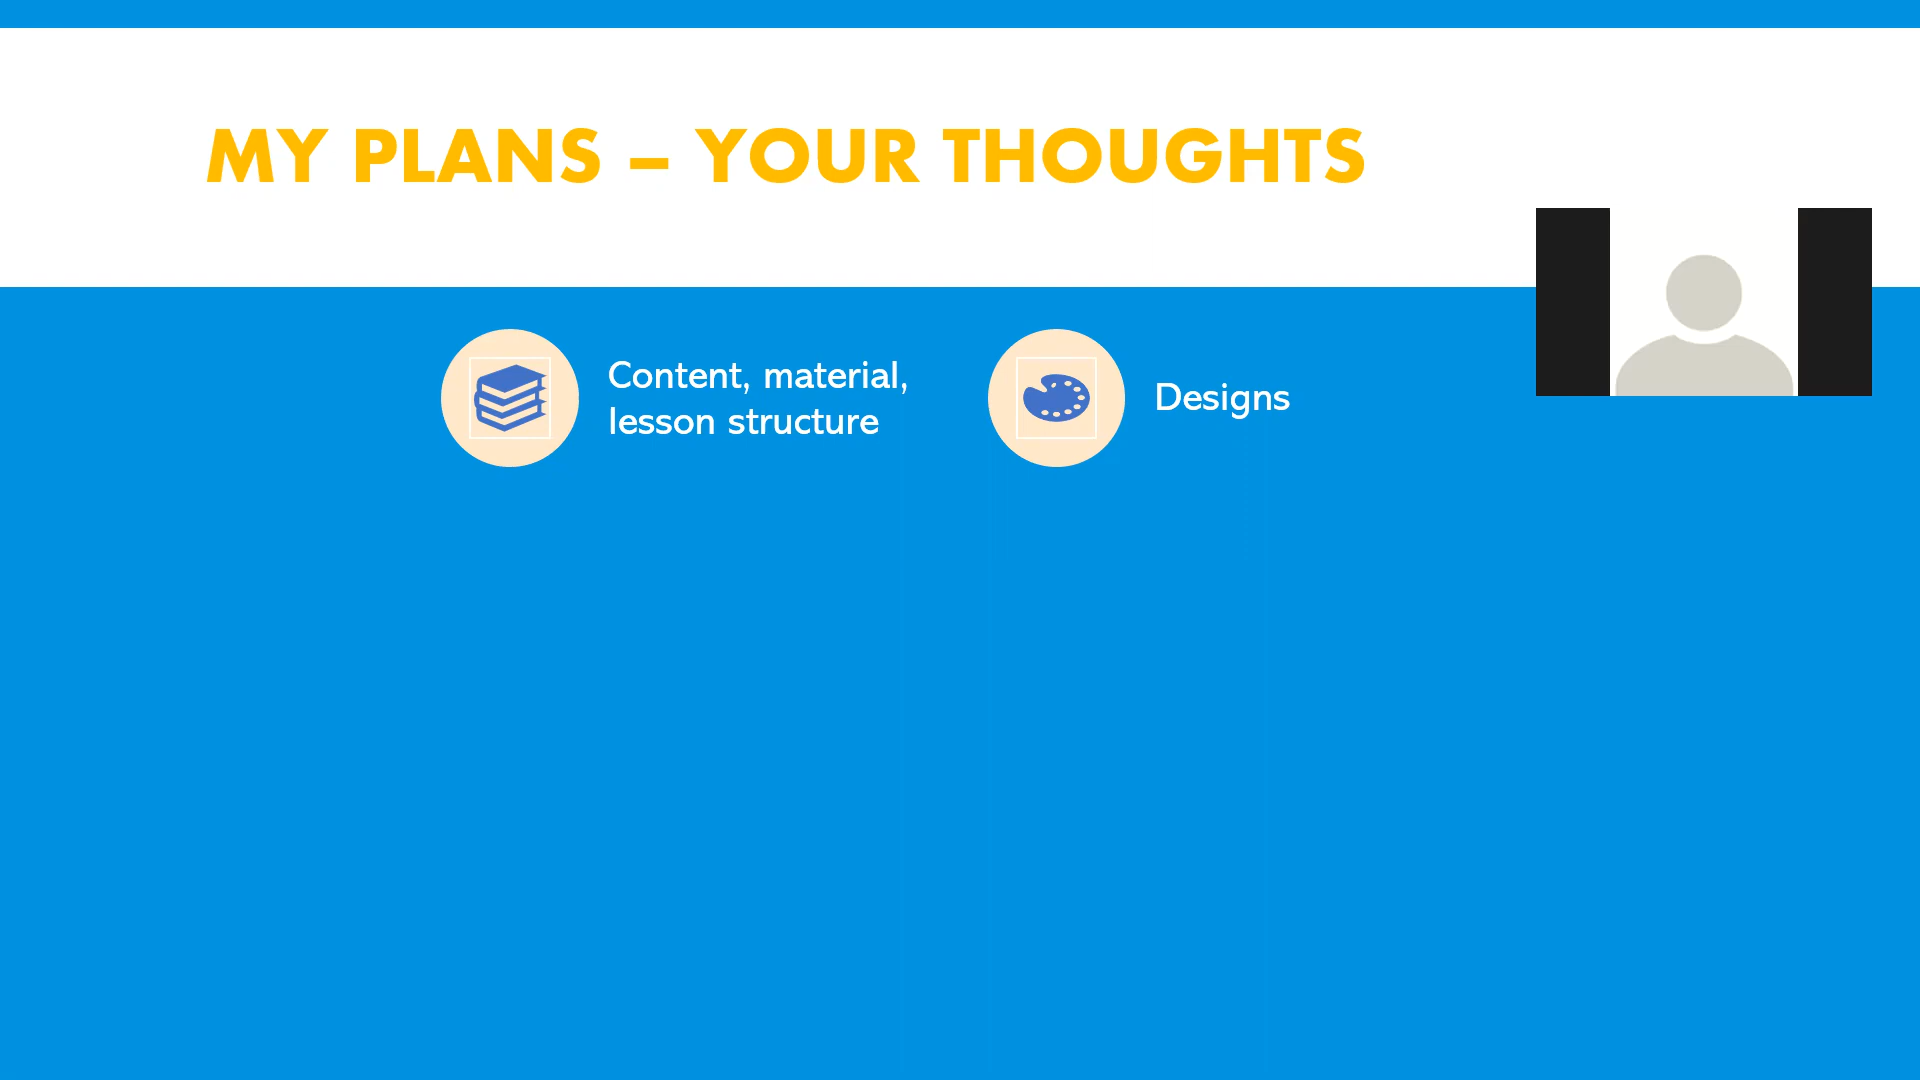 MY PLANS – YOUR THOUGHTS
Content, material,
lesson structure
Designs